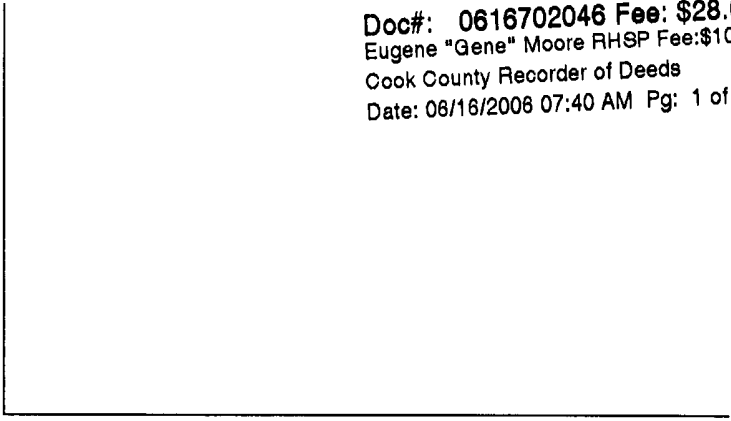 Doc#: 0616702046 Fee: $28.
Eugene "Gene" Moore RHSP Fee:$10
Cook County Recorder of Deeds
Date: 06/16/2006 07:40 AM Pg: 1 of